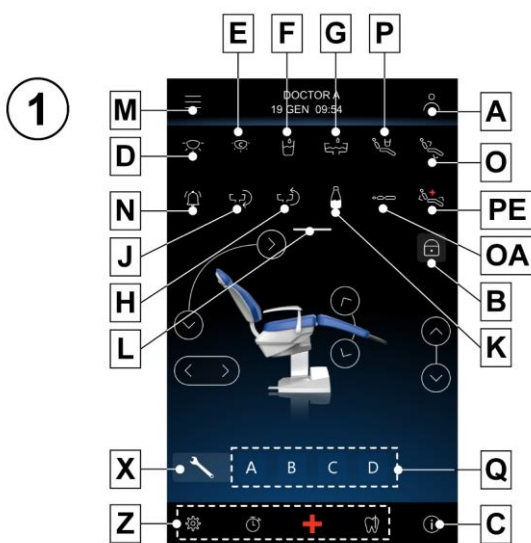 E F G P
1
M DOCTOR A A
19 GEN 09:54
D O
N PE
J OA
H B
L K
X A B C D Q
Z C